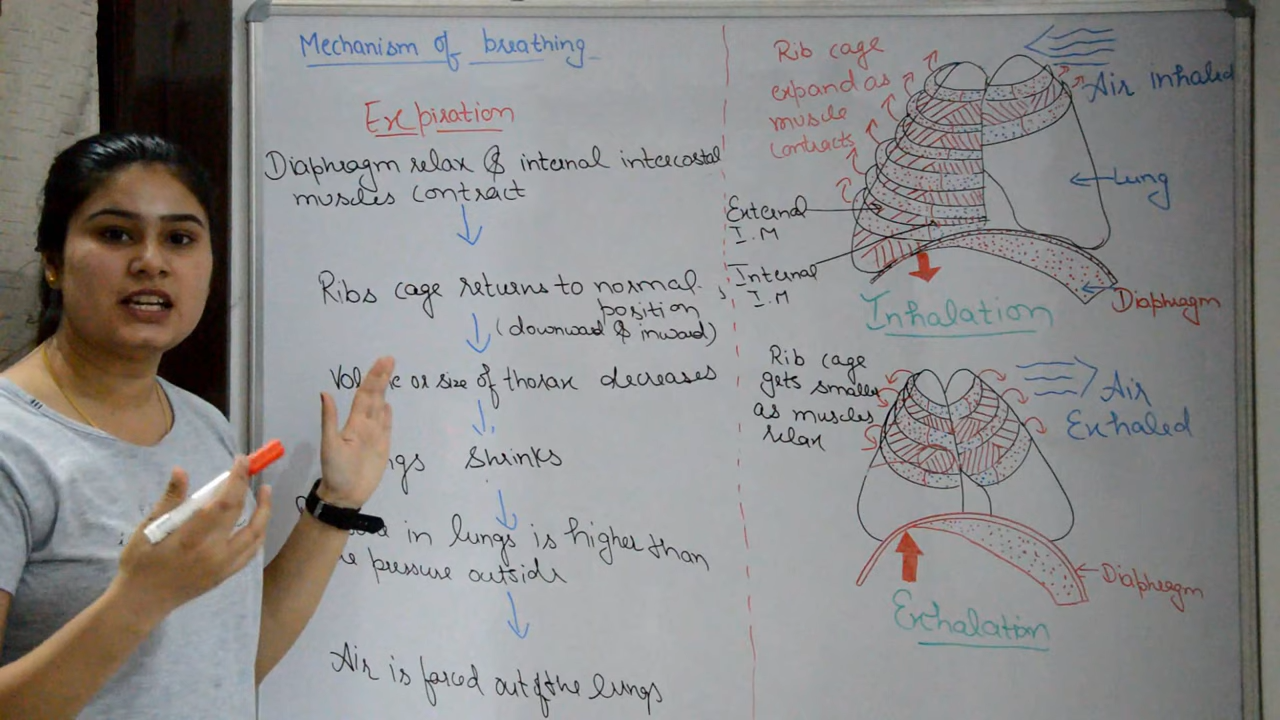 Mechanism of breathing
Expiration
Diaphragm relax & internal intercostal
muscles contract
Ribs cage returns to normal
position
(downward & inward)
or size of thorax decreases
Shrinks
in lungs is higher than
pressure outside
Air is forced out of the lungs
Rib cage
expand as
muscle
contracts
Air inhaled
Lung
External
I.M
Internal
I.M
Diaphragm
Inhalation
Rib cage
gets smaller
as muscles
relax
Air
Exhaled
Diaphragm
Exhalation